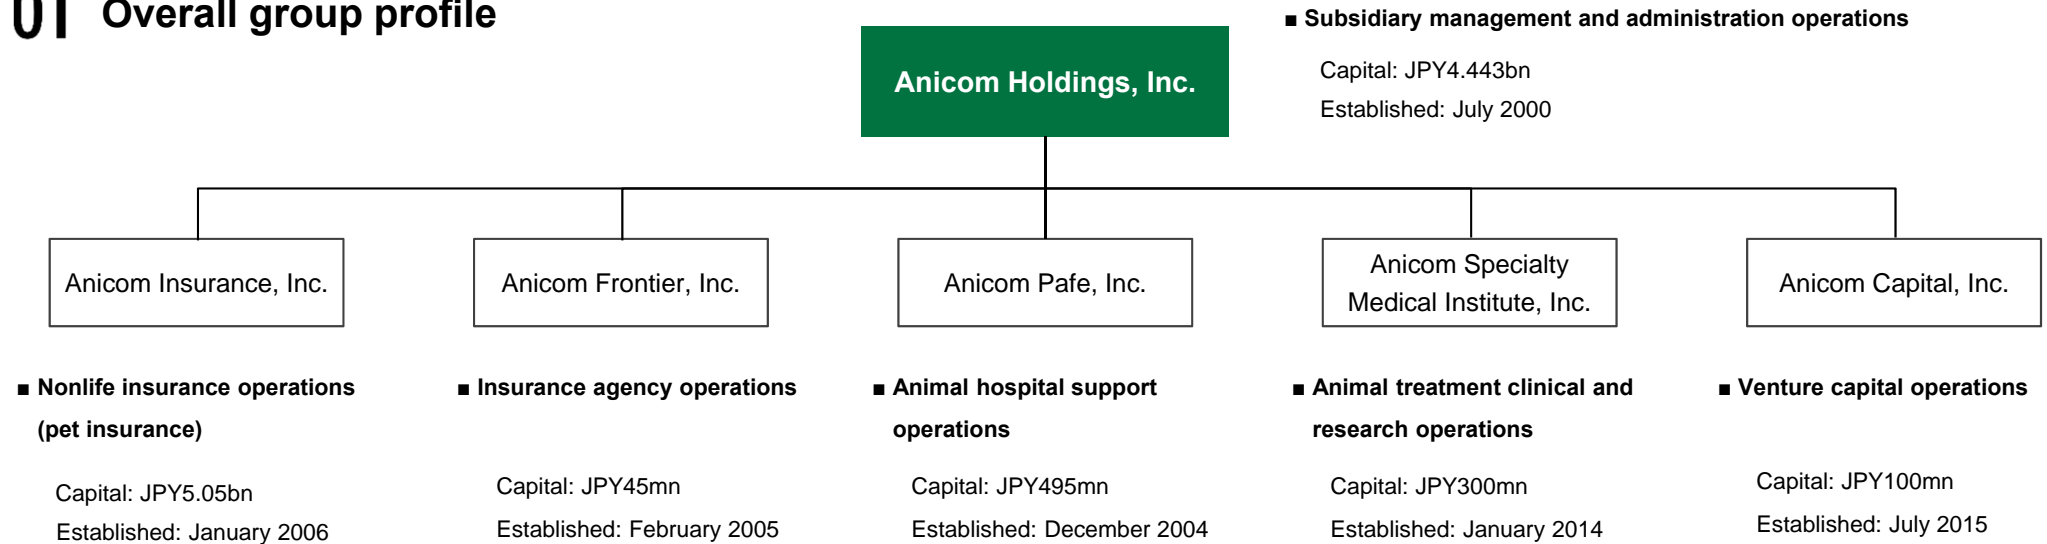 01 Overall group profile
Anicom Holdings, Inc.
■ Subsidiary management and administration operations
Capital: JPY4.443bn
Established: July 2000
Anicom Insurance, Inc.
■ Nonlife insurance operations
(pet insurance)
Capital: JPY5.05bn
Established: January 2006
Anicom Frontier, Inc.
■ Insurance agency operations
Capital: JPY45mn
Established: February 2005
Anicom Pafe, Inc.
■ Animal hospital support
operations
Capital: JPY495mn
Established: December 2004
Anicom Specialty
Medical Institute, Inc.
■ Animal treatment clinical and
research operations
Capital: JPY300mn
Established: January 2014
Anicom Capital, Inc.
■ Venture capital operations
Capital: JPY100mn
Established: July 2015